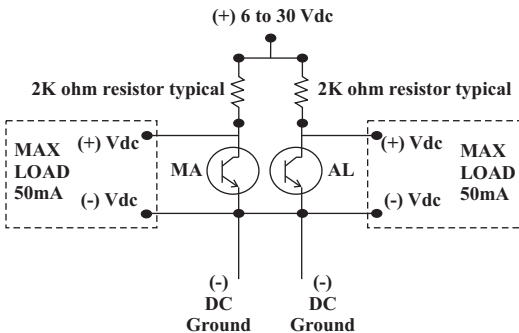 (+) 6 to 30 Vdc
2K ohm resistor typical
2K ohm resistor typical
MAX
LOAD
50mA
(+) Vdc
(-) Vdc
MA
AL
(+) Vdc
(-) Vdc
MAX
LOAD
50mA
(-)
DC
Ground
(-)
DC
Ground